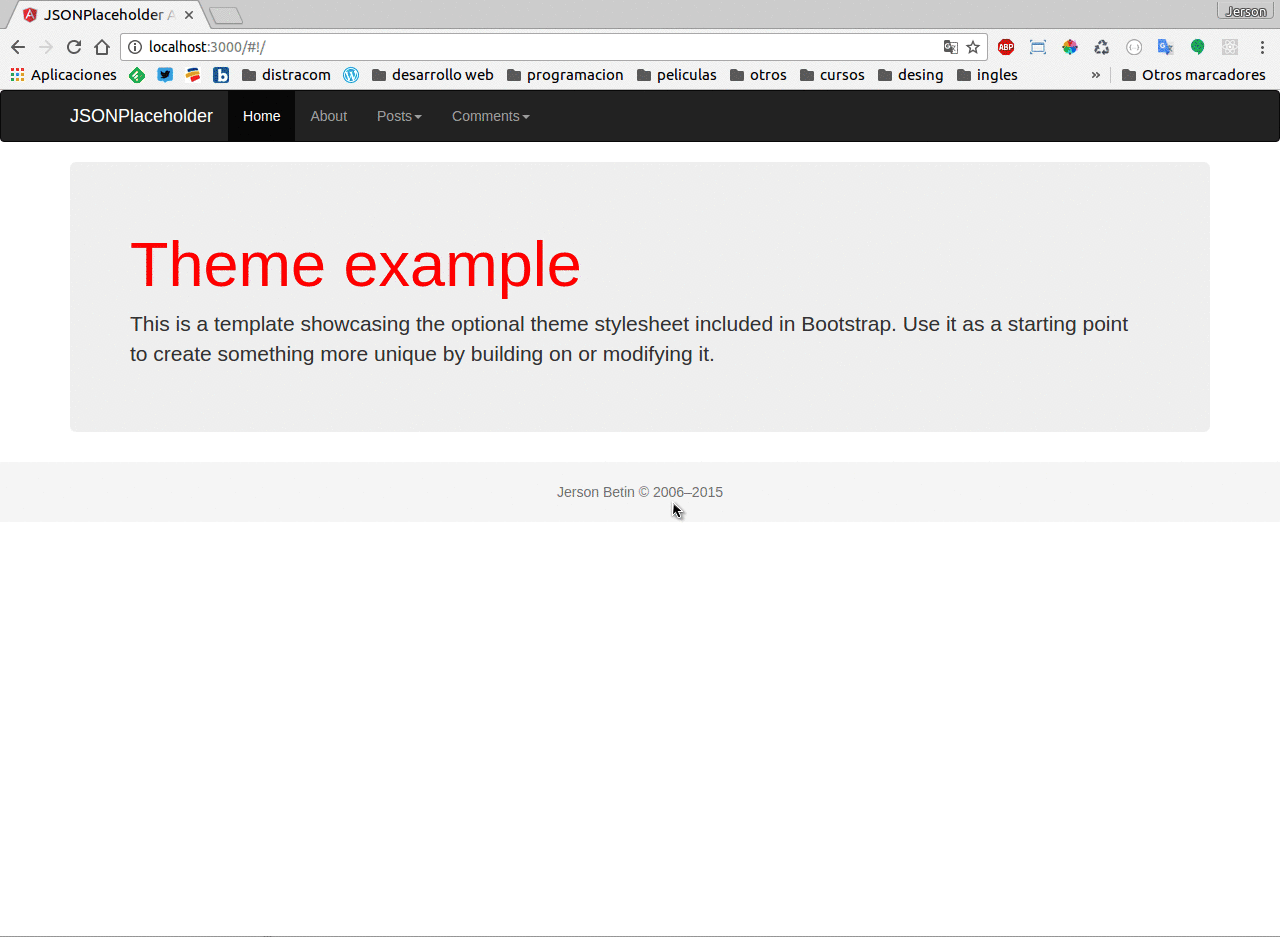 JSONPlaceholder A
Jerson
localhost:3000/#!/
ABP
Aplicaciones distracom desarrollo web programacion peliculas otros cursos desing ingles » Otros marcadores
JSONPlaceholder Home About Posts Comments
Theme example
This is a template showcasing the optional theme stylesheet included in Bootstrap. Use it as a starting point
to create something more unique by building on or modifying it.
Jerson Betin © 2006–2015